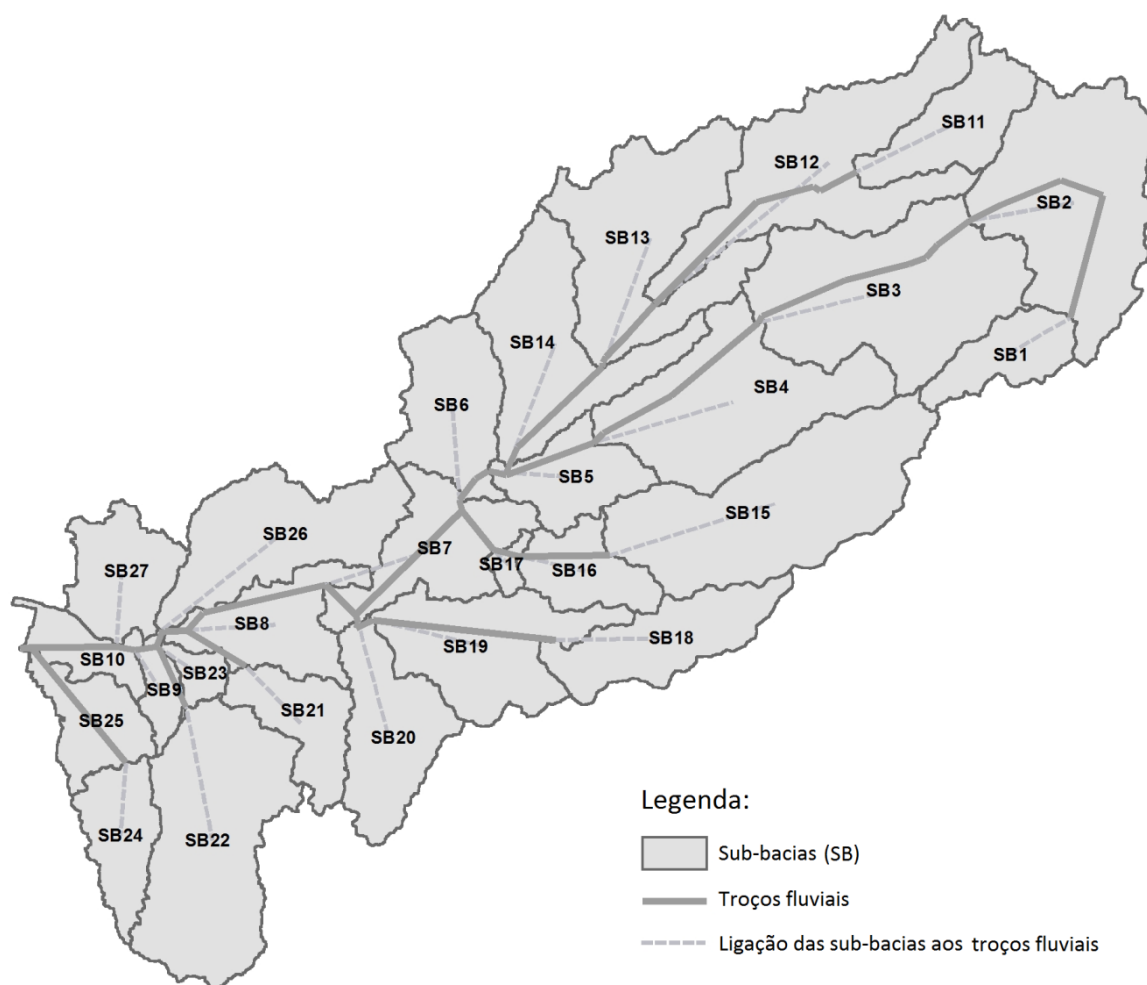 SB11
SB12
SB2
SB13
SB3
SB14
SB1
SB4
SB6
SB5
SB15
SB26
SB7
SB17
SB16
SB27
SB8
SB18
SB19
SB10
SB23
SB9
SB21
SB25
SB20
SB24
SB22
Legenda:
Sub-bacias (SB)
Troços fluviais
Ligação das sub-bacias aos troços fluviais